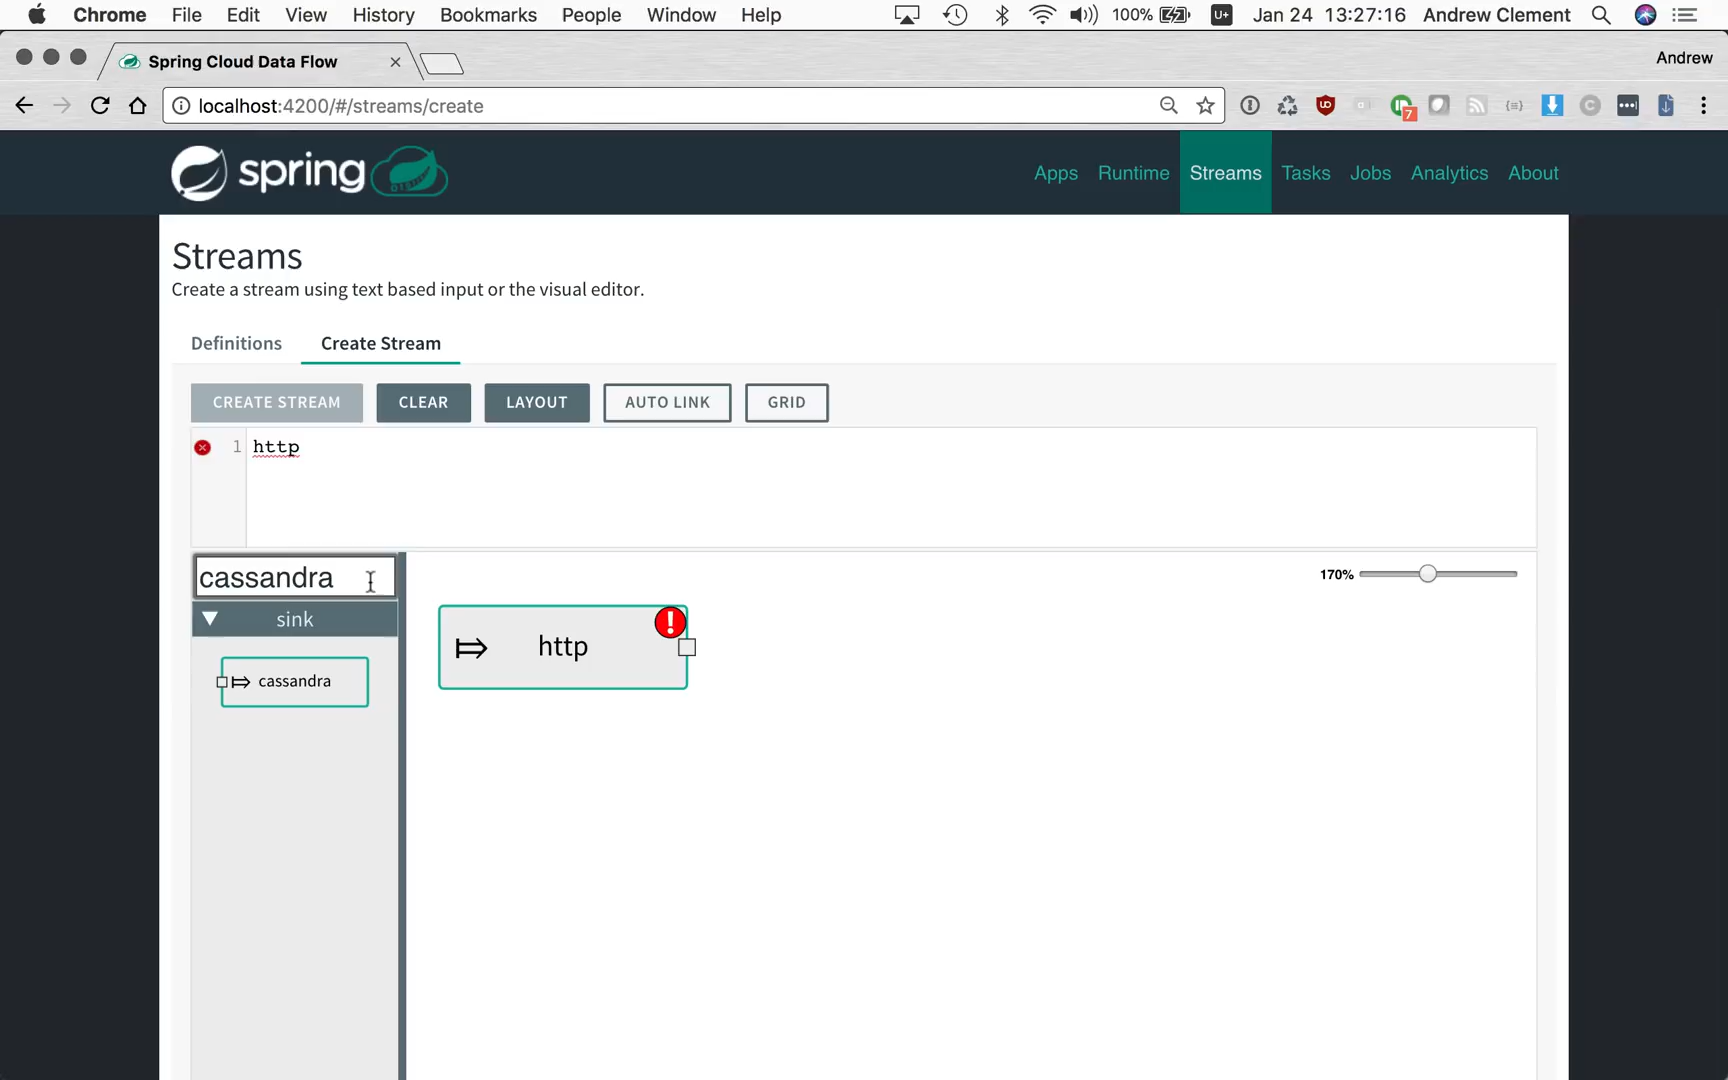 Chrome File Edit View History Bookmarks People Window Help 100% U+ Jan 24 13:27:16 Andrew Clement
Spring Cloud Data Flow Andrew
localhost:4200/#/streams/create
7
spring
Apps Runtime Streams Tasks Jobs Analytics About
Streams
Create a stream using text based input or the visual editor.
Definitions Create Stream
CREATE STREAM CLEAR LAYOUT AUTO LINK GRID
1 http
cassandra
170%
sink
! http
cassandra